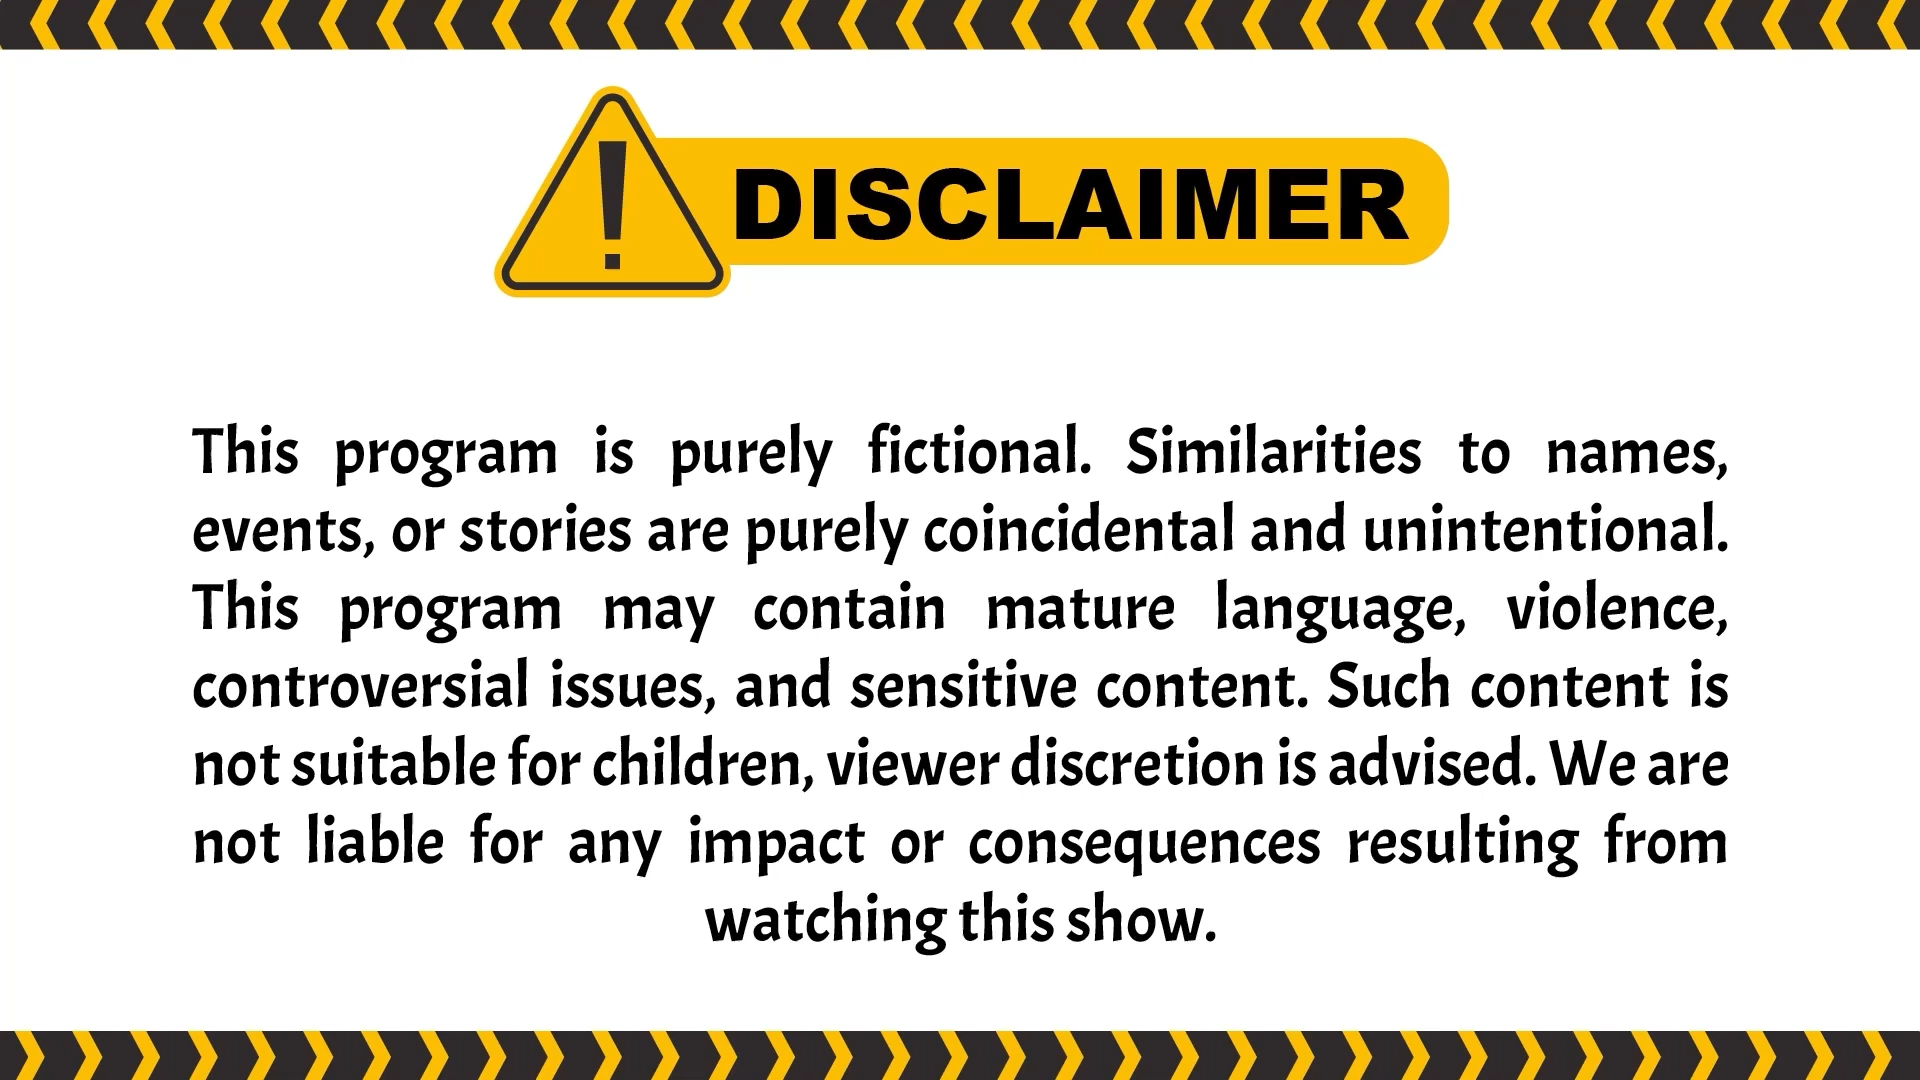 !
DISCLAIMER
This program is purely fictional. Similarities to names,
events, or stories are purely coincidental and unintentional.
This program may contain mature language, violence,
controversial issues, and sensitive content. Such content is
not suitable for children, viewer discretion is advised. We are
not liable for any impact or consequences resulting from
watching this show.